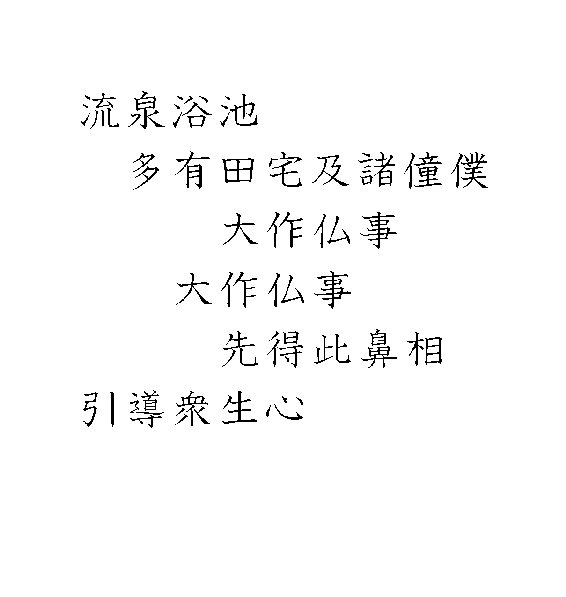 流泉浴池
多有田宅及諸僮僕
大作仏事
大作仏事
先得此鼻相
引導衆生心